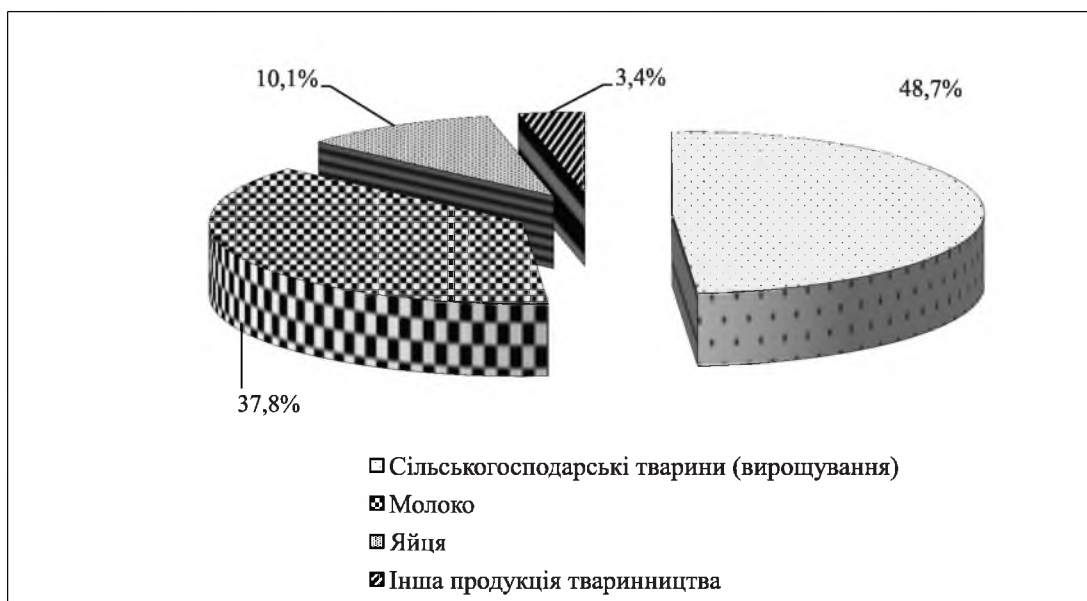 10,1%
3,4%
48,7%
37,8%
Сільськогосподарські тварини (вирощування)
Молоко
Яйця
Інша продукція тваринництва